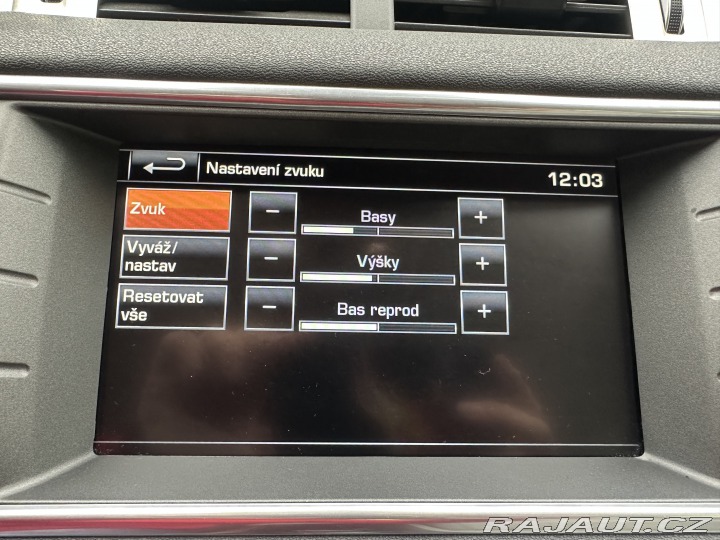 Nastavení zvuku
12:03
Zvuk
Basy
Vyváž/
nastav
Výšky
Resetovat
vše
Bas reprod
RAJAUT.CZ